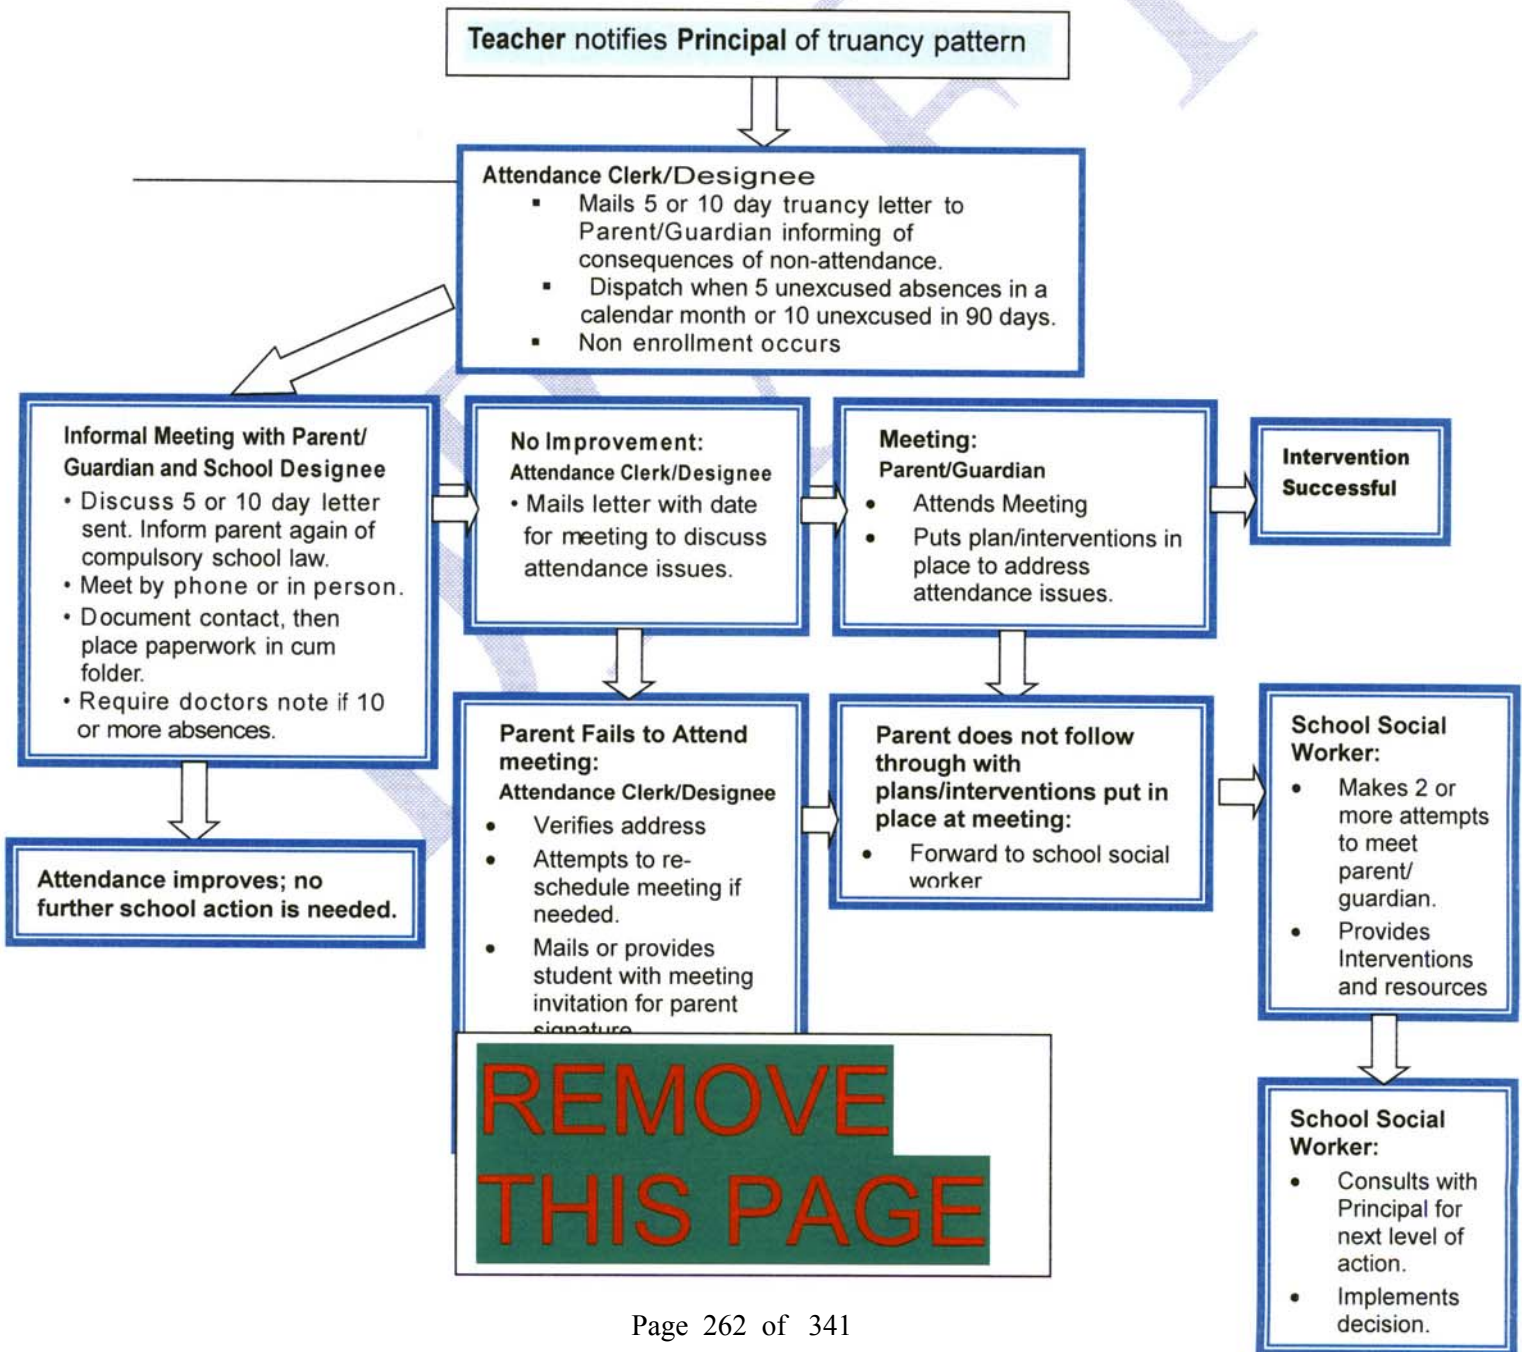 Teacher notifies Principal of truancy pattern
Attendance Clerk/Designee
▪ Mails 5 or 10 day truancy letter to
Parent/Guardian informing of
consequences of non-attendance.
▪ Dispatch when 5 unexcused absences in a
calendar month or 10 unexcused in 90 days.
▪ Non enrollment occurs
Informal Meeting with Parent/
Guardian and School Designee
• Discuss 5 or 10 day letter
sent. Inform parent again of
compulsory school law.
• Meet by phone or in person.
• Document contact, then
place paperwork in cum
folder.
• Require doctors note if 10
or more absences.
No Improvement:
Attendance Clerk/Designee
• Mails letter with date
for meeting to discuss
attendance issues.
Meeting:
Parent/Guardian
• Attends Meeting
• Puts plan/interventions in
place to address
attendance issues.
Intervention
Successful
Attendance improves; no
further school action is needed.
Parent Fails to Attend
meeting:
Attendance Clerk/Designee
• Verifies address
• Attempts to re-
schedule meeting if
needed.
• Mails or provides
student with meeting
invitation for parent
signature
Parent does not follow
through with
plans/interventions put in
place at meeting:
• Forward to school social
worker
School Social
Worker:
• Makes 2 or
more attempts
to meet
parent/
guardian.
• Provides
Interventions
and resources
School Social
Worker:
• Consults with
Principal for
next level of
action.
• Implements
decision.
REMOVE
THIS PAGE
Page 262 of 341